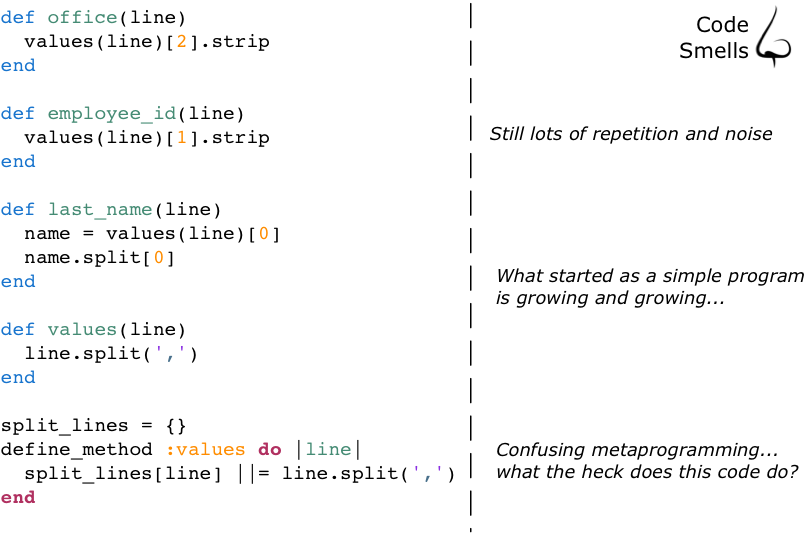 def office(line)
  values(line)[2].strip
end
def employee_id(line)
  values(line)[1].strip
end
def last_name(line)
  name = values(line)[0]
  name.split[0]
end
def values(line)
  line.split(',')
end
split_lines = {}
define_method :values do |line|
  split_lines[line] ||= line.split(',')
end
Code
Smells
Still lots of repetition and noise
What started as a simple program
is growing and growing...
Confusing metaprogramming...
what the heck does this code do?